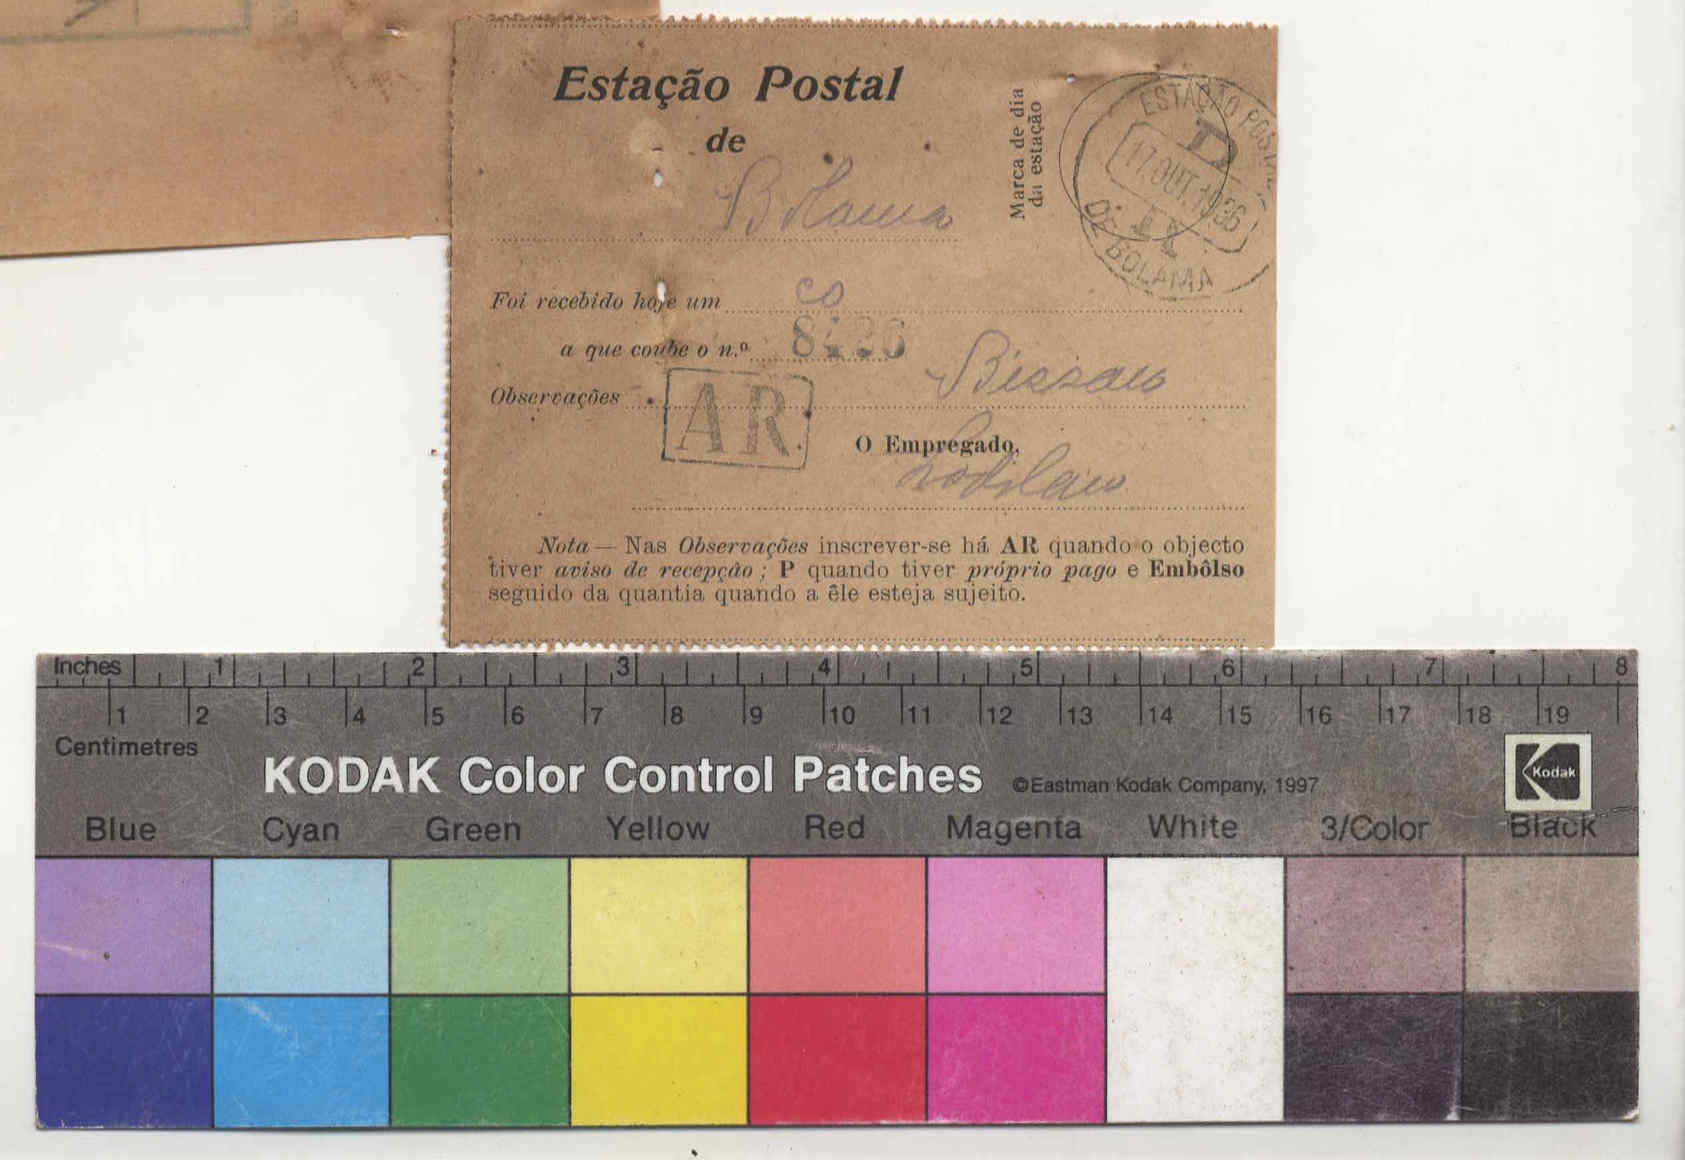 Estação Postal
de
Bolama
Marca de dia
da estação
ESTAÇÃO POSTAL
D
17.OUT.1936
DE BOLAMA
Foi recebido hoje um
a que coube o n.º
Bissau
Observações
AR
O Empregado,
Nota — Nas Observações inscrever-se há AR quando o objecto
tiver aviso de recepção ; P quando tiver próprio pago e Embôlso
seguido da quantia quando a êle esteja sujeito.
Inches 1 2 3 4 5 6 7 8
1 2 3 4 5 6 7 8 9 10 11 12 13 14 15 16 17 18 19
Centimetres
KODAK Color Control Patches ©Eastman Kodak Company, 1997 Kodak
Blue Cyan Green Yellow Red Magenta White 3/Color Black